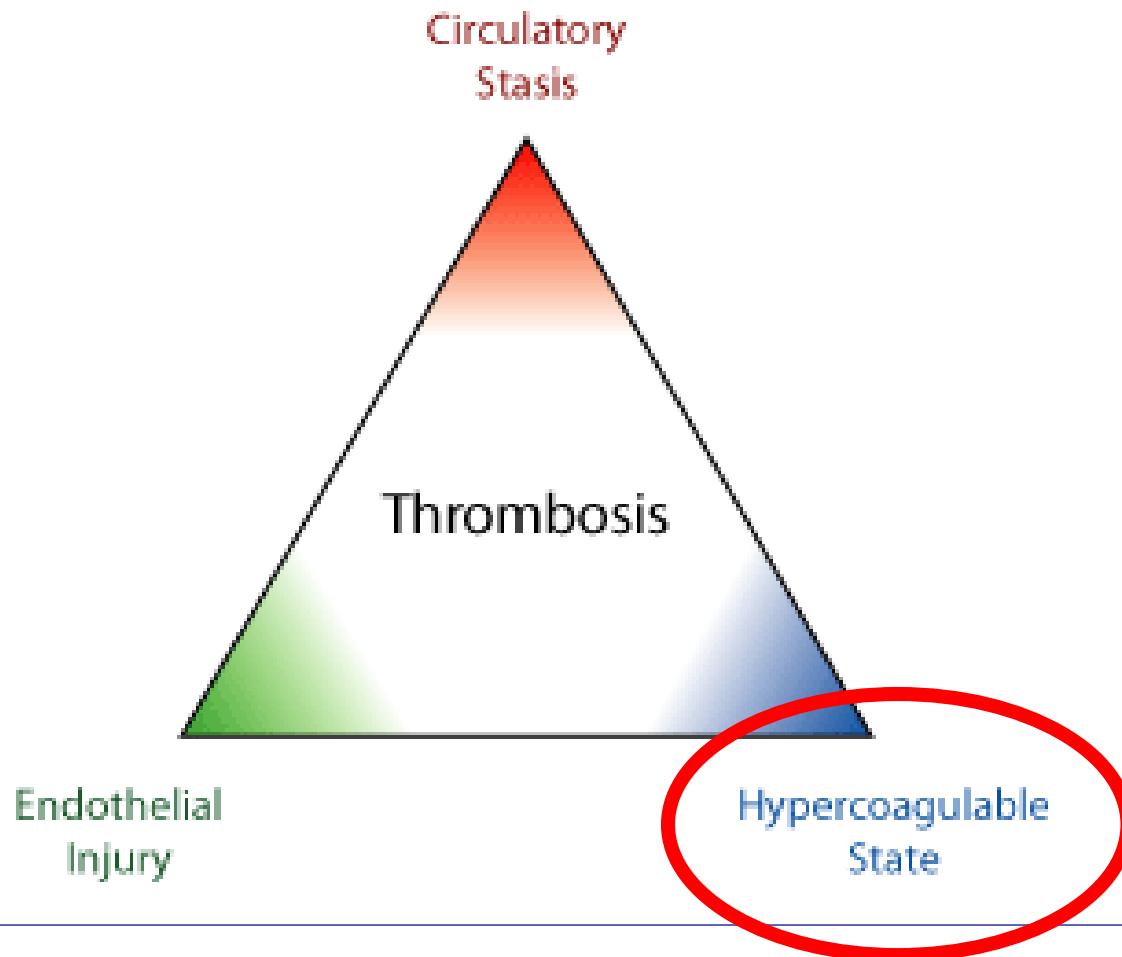 Circulatory
Stasis
Thrombosis
Endothelial
Injury
Hypercoagulable
State